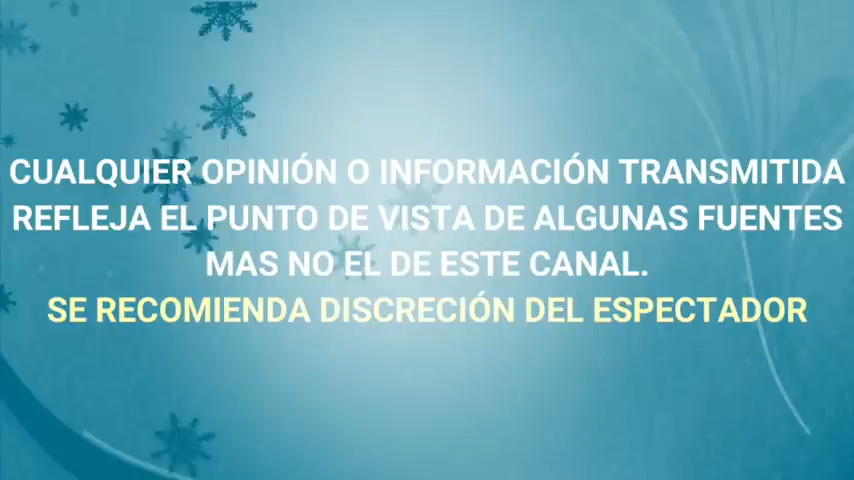 CUALQUIER OPINIÓN O INFORMACIÓN TRANSMITIDA
REFLEJA EL PUNTO DE VISTA DE ALGUNAS FUENTES
MAS NO EL DE ESTE CANAL.
SE RECOMIENDA DISCRECIÓN DEL ESPECTADOR